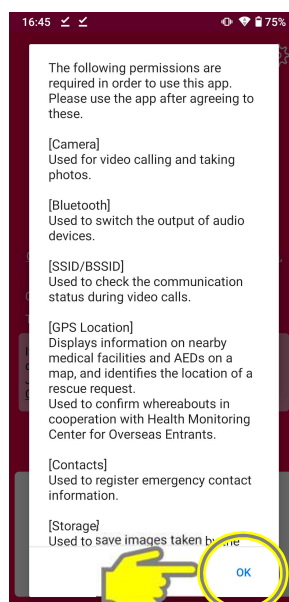 16:45
75%
The following permissions are
required in order to use this app.
Please use the app after agreeing to
these.
[Camera]
Used for video calling and taking
photos.
[Bluetooth]
Used to switch the output of audio
devices.
[SSID/BSSID]
Used to check the communication
status during video calls.
[GPS Location]
Displays information on nearby
medical facilities and AEDs on a
map, and identifies the location of a
rescue request.
Used to confirm whereabouts in
cooperation with Health Monitoring
Center for Overseas Entrants.
[Contacts]
Used to register emergency contact
information.
[Storage]
Used to save images taken by the
OK